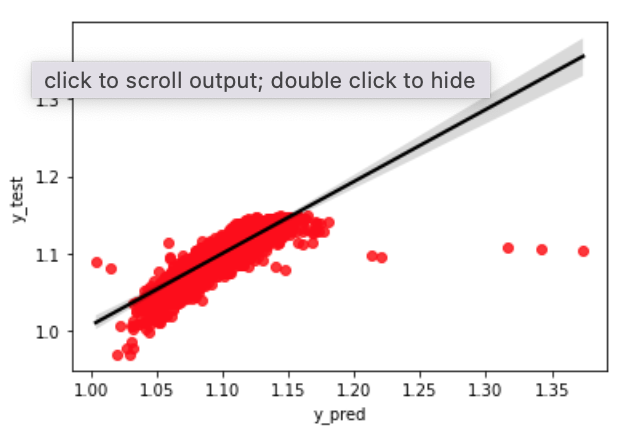 click to scroll output; double click to hide
1.3
1.2
1.1
1.0
y_test
1.00 1.05 1.10 1.15 1.20 1.25 1.30 1.35
y_pred